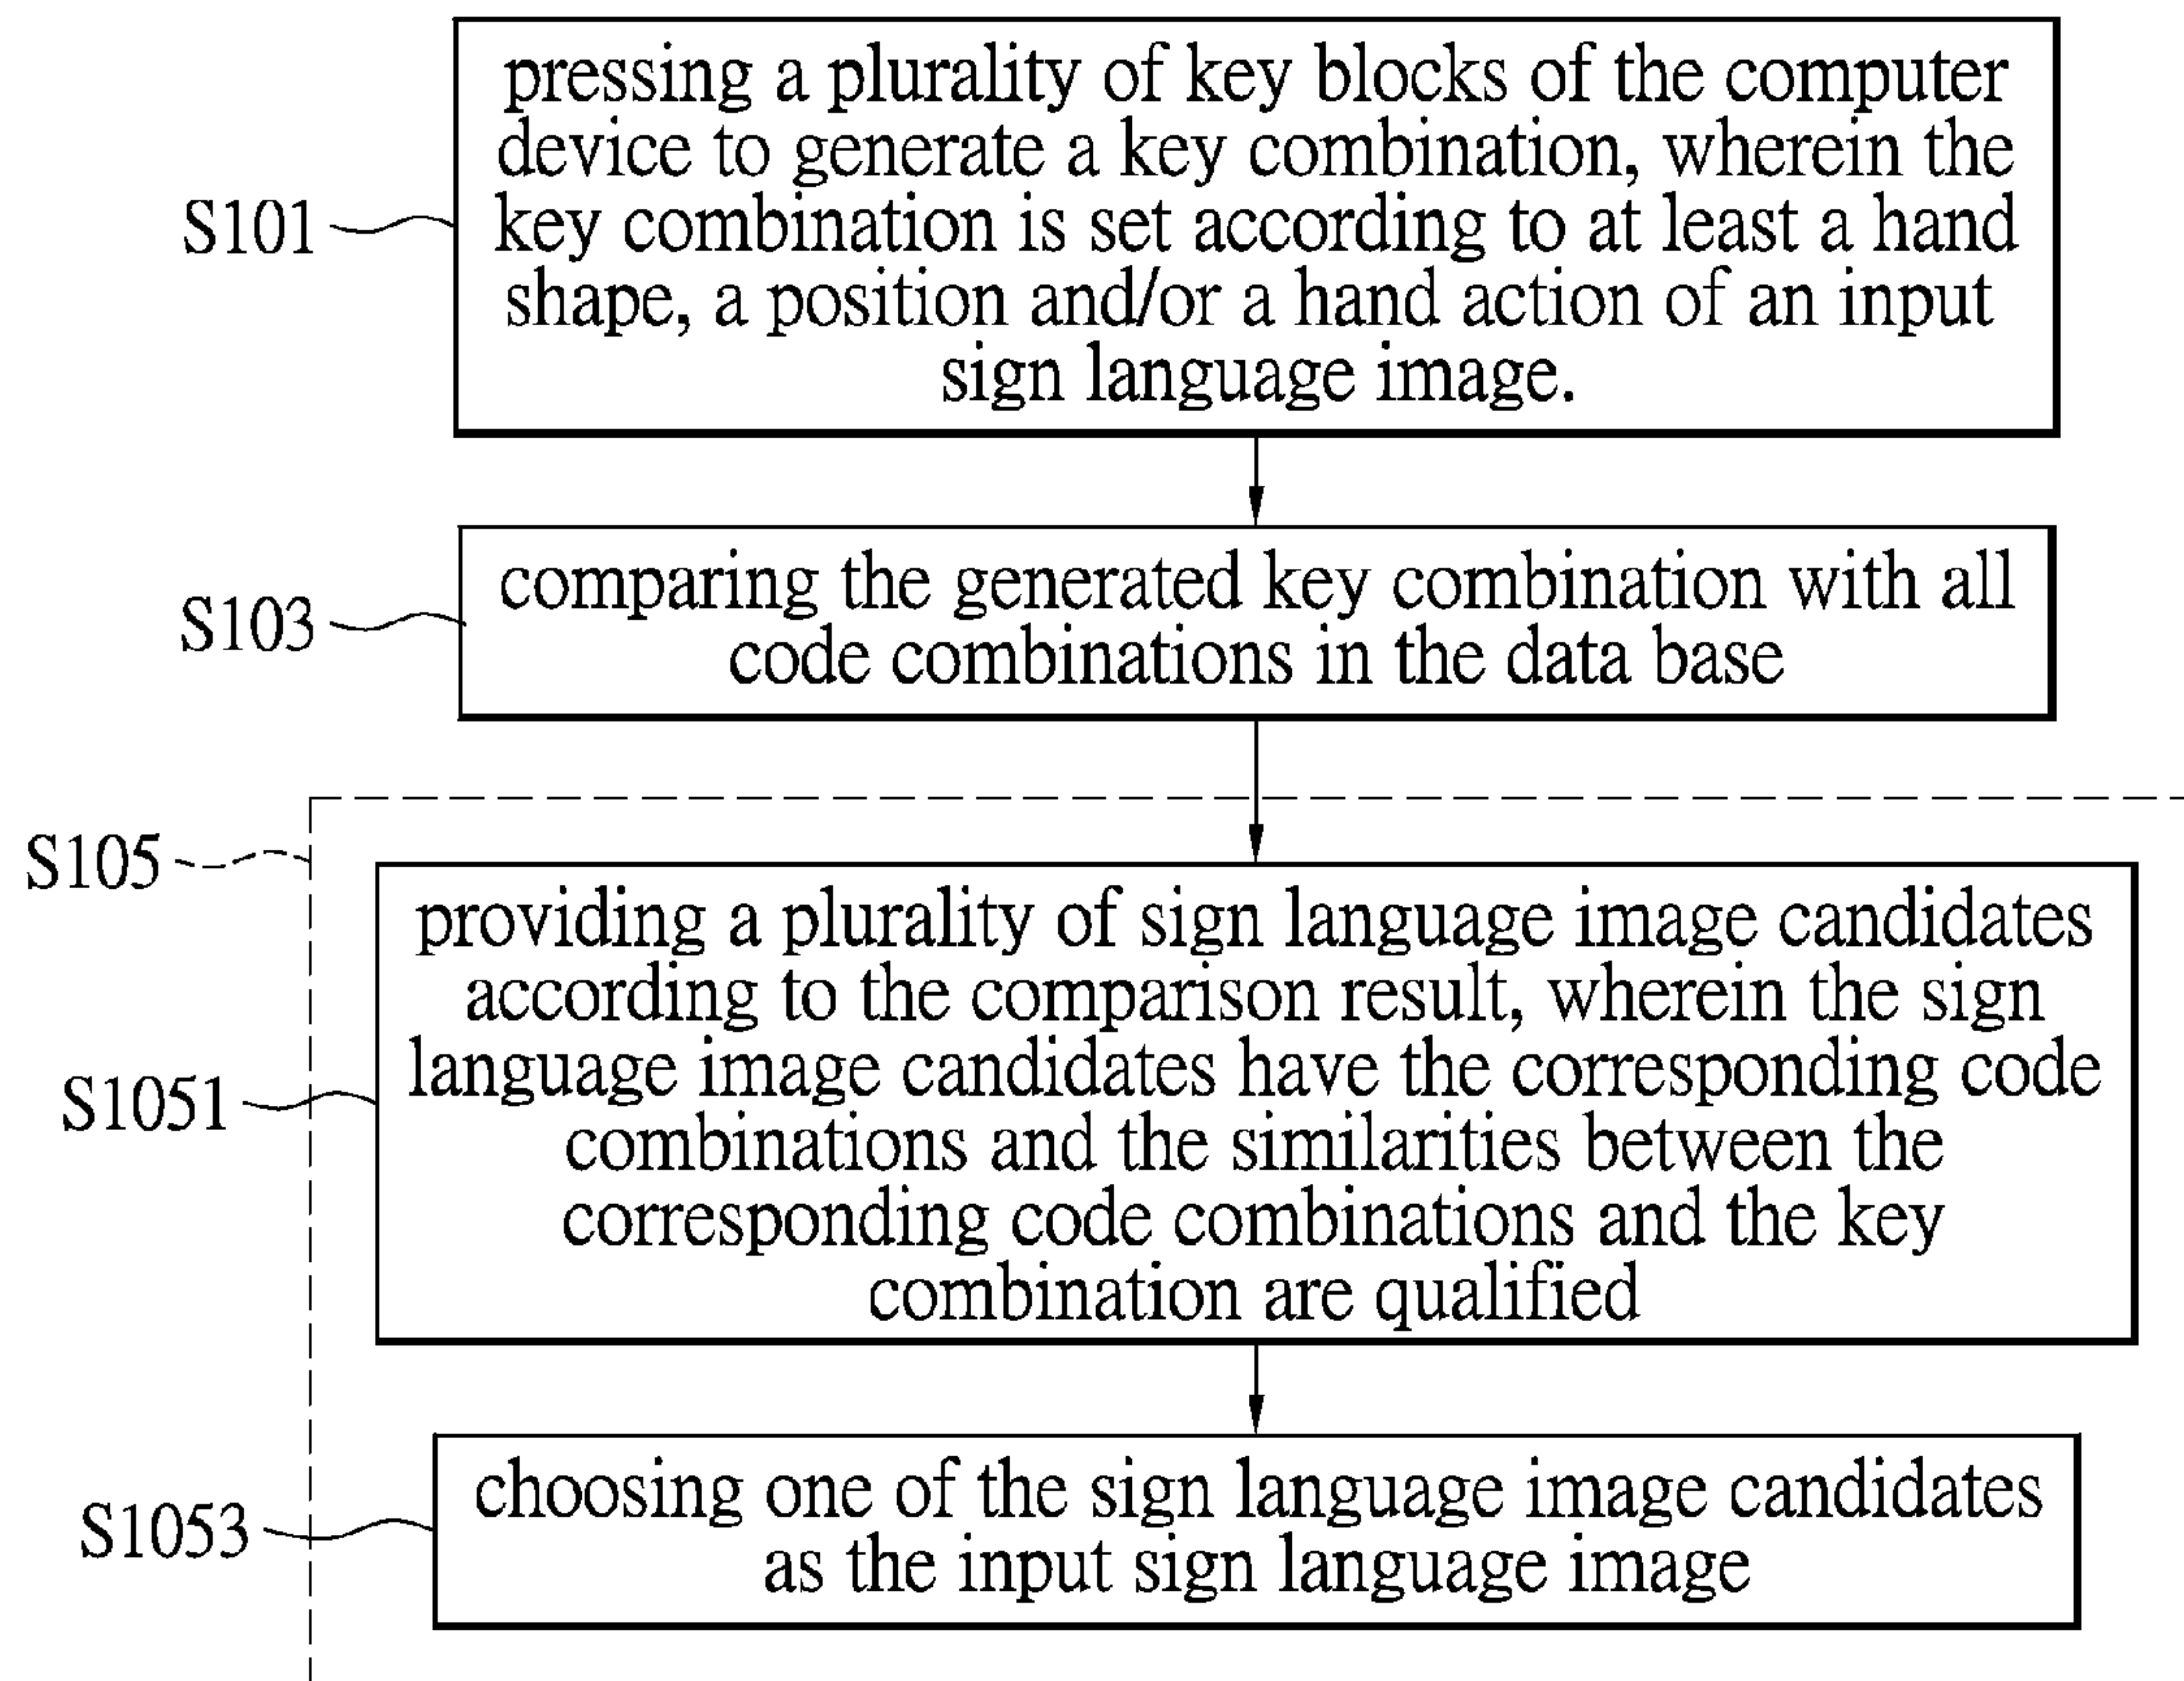 pressing a plurality of key blocks of the computer
device to generate a key combination, wherein the
key combination is set according to at least a hand
shape, a position and/or a hand action of an input
sign language image.
S101
comparing the generated key combination with all
code combinations in the data base
S103
S105
providing a plurality of sign language image candidates
according to the comparison result, wherein the sign
language image candidates have the corresponding code
combinations and the similarities between the
corresponding code combinations and the key
combination are qualified
S1051
choosing one of the sign language image candidates
as the input sign language image
S1053